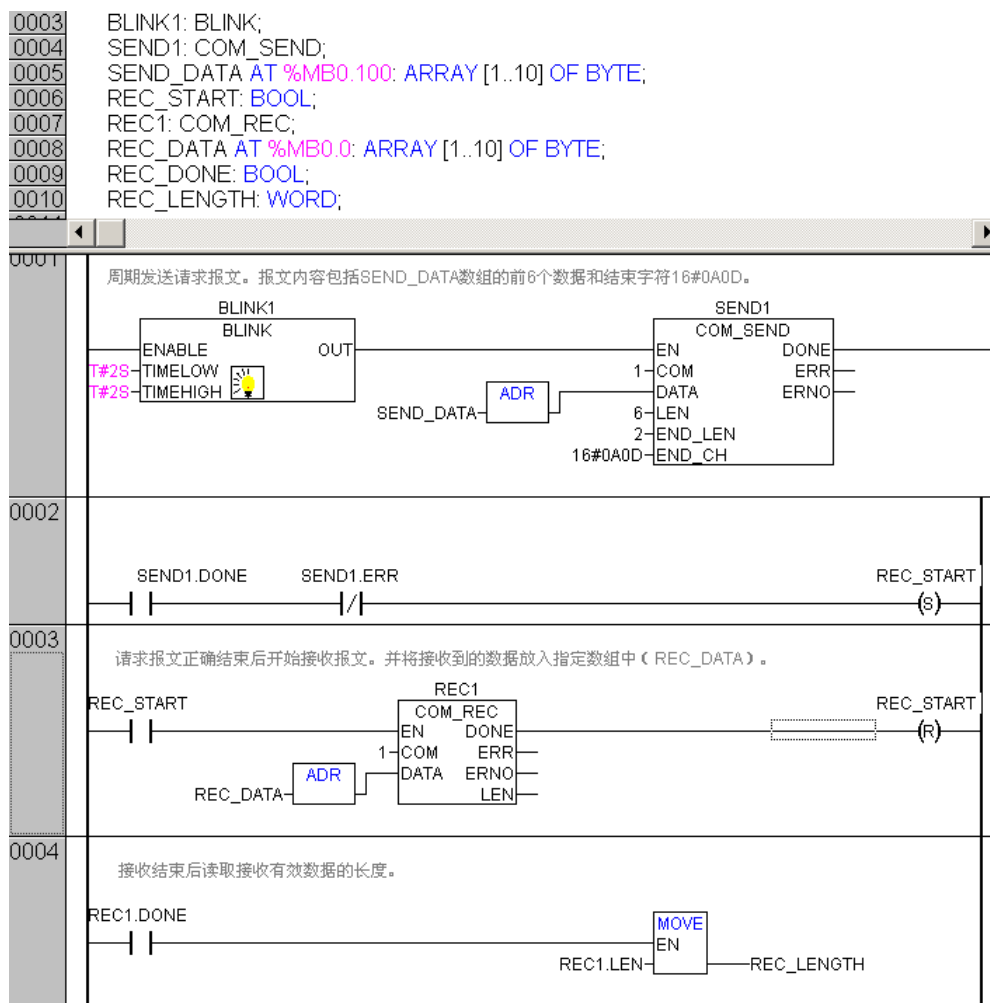 0003 BLINK1: BLINK;
0004 SEND1: COM_SEND;
0005 SEND_DATA AT %MB0.100: ARRAY [1..10] OF BYTE;
0006 REC_START: BOOL;
0007 REC1: COM_REC;
0008 REC_DATA AT %MB0.0: ARRAY [1..10] OF BYTE;
0009 REC_DONE: BOOL;
0010 REC_LENGTH: WORD;
0001
周期发送请求报文。报文内容包括SEND_DATA数组的前6个数据和结束字符16#0A0D。
BLINK1 SEND1
BLINK COM_SEND
ENABLE OUT EN DONE
T#2S TIMELOW 1 COM ERR
T#2S TIMEHIGH ADR DATA ERNO
SEND_DATA 6 LEN
2 END_LEN
16#0A0D END_CH
0002
SEND1.DONE SEND1.ERR REC_START
(S)
0003
请求报文正确结束后开始接收报文。并将接收到的数据放入指定数组中（REC_DATA）。
REC1
REC_START COM_REC REC_START
EN DONE (R)
1 COM ERR
ADR DATA ERNO
REC_DATA LEN
0004
接收结束后读取接收有效数据的长度。
REC1.DONE MOVE
EN
REC1.LEN REC_LENGTH